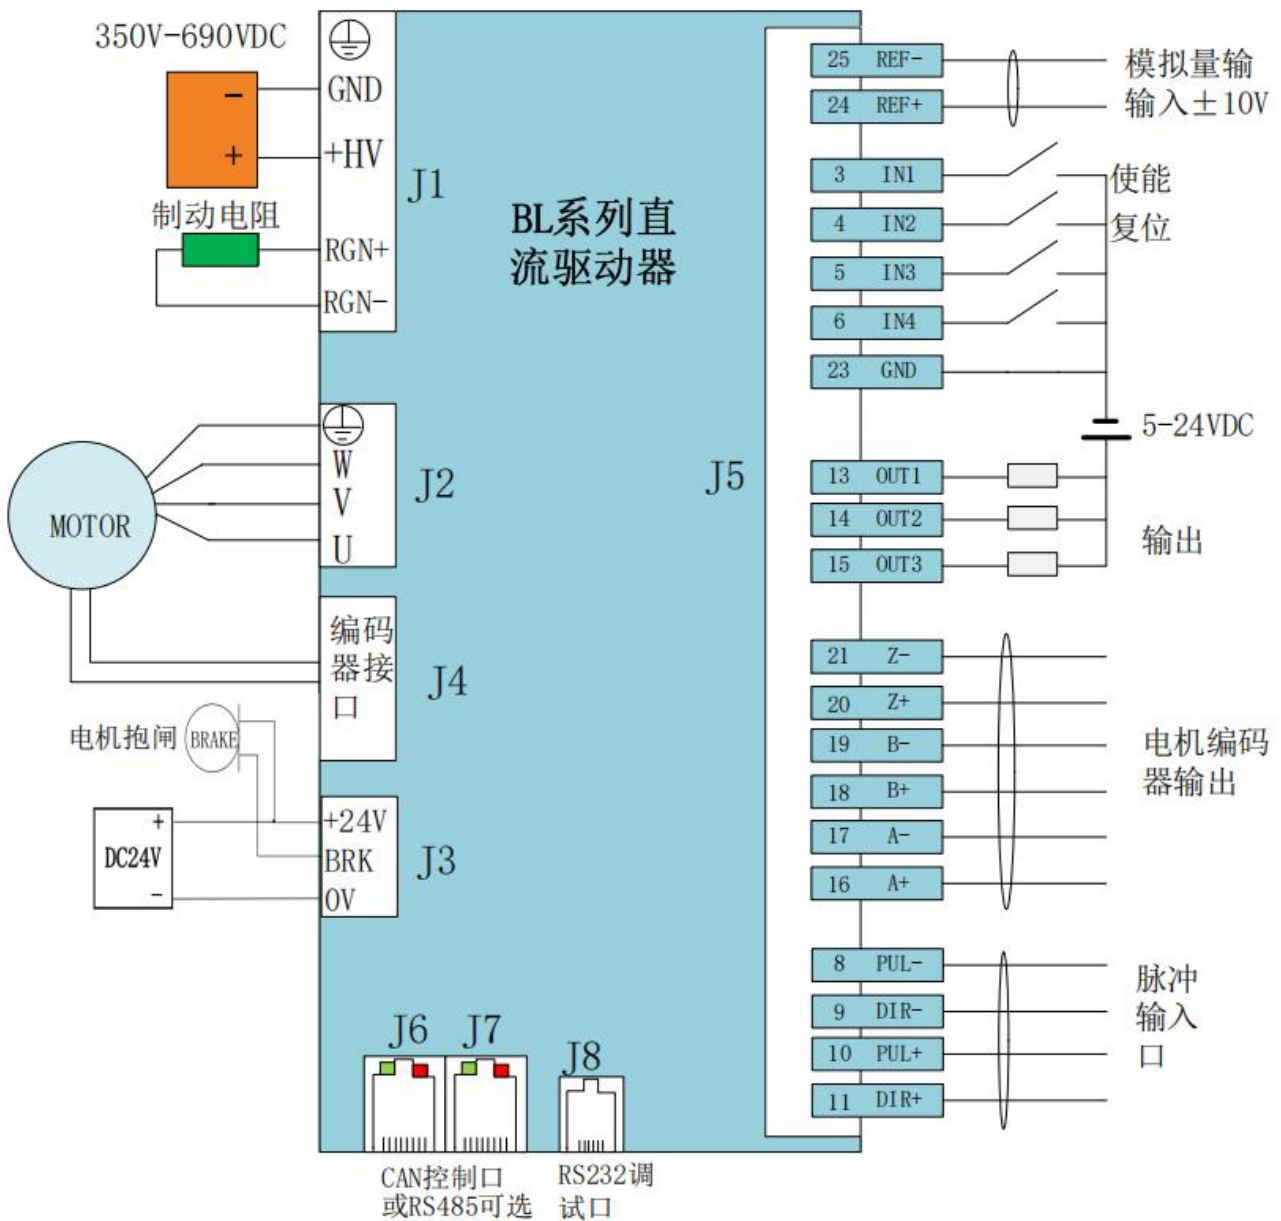 350V-690VDC
−
+
GND
+HV
J1
制动电阻
RGN+
RGN-
BL系列直
流驱动器
W
V
U
J2
MOTOR
编码
器接
口
J4
电机抱闸
BRAKE
+
DC24V
−
+24V
BRK
0V
J3
J6
J7
J8
CAN控制口
或RS485可选
RS232调
试口
J5
25 REF-
24 REF+
模拟量输
输入±10V
3 IN1
使能
4 IN2
复位
5 IN3
6 IN4
23 GND
5-24VDC
13 OUT1
14 OUT2
15 OUT3
输出
21 Z-
20 Z+
19 B-
18 B+
17 A-
16 A+
电机编码
器输出
8 PUL-
9 DIR-
10 PUL+
11 DIR+
脉冲
输入
口